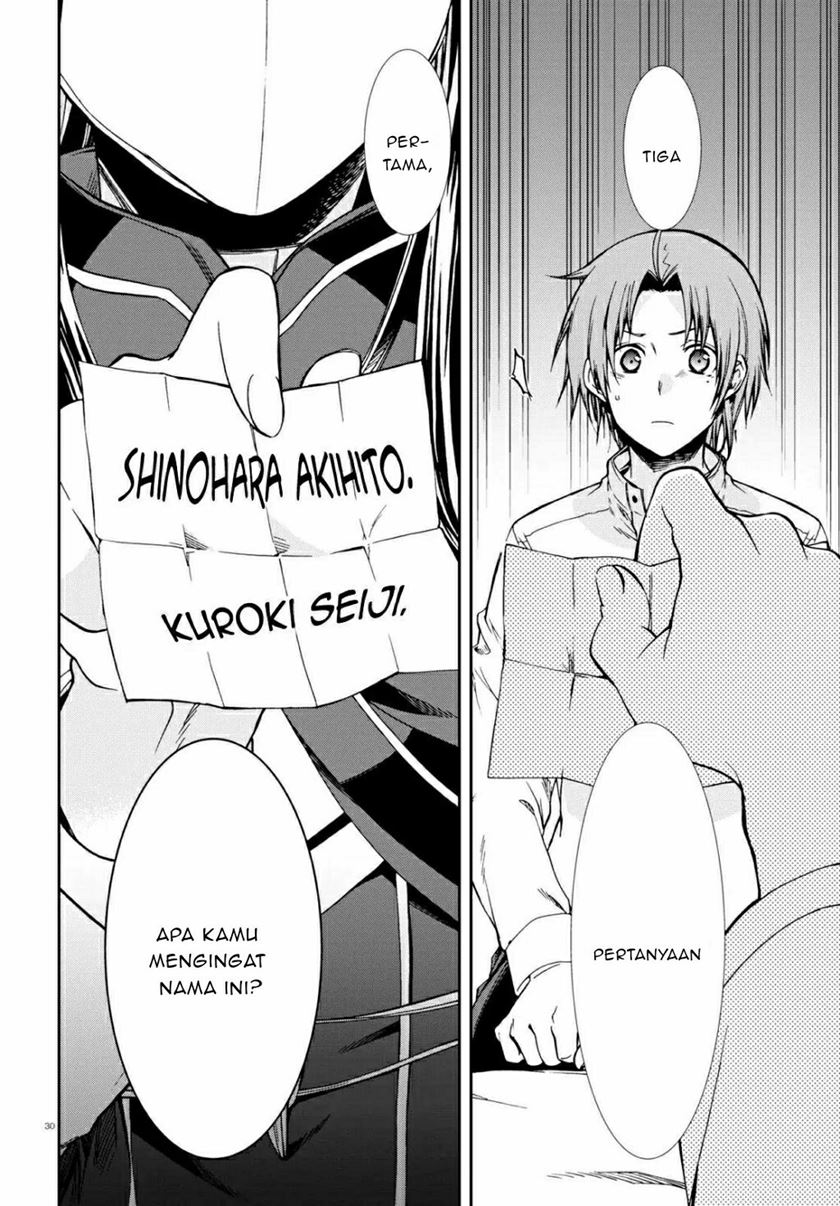 TIGA
PERTANYAAN
PER-
TAMA,
SHINOHARA AKIHITO.
KUROKI SEIJI.
APA KAMU
MENGINGAT
NAMA INI?
30